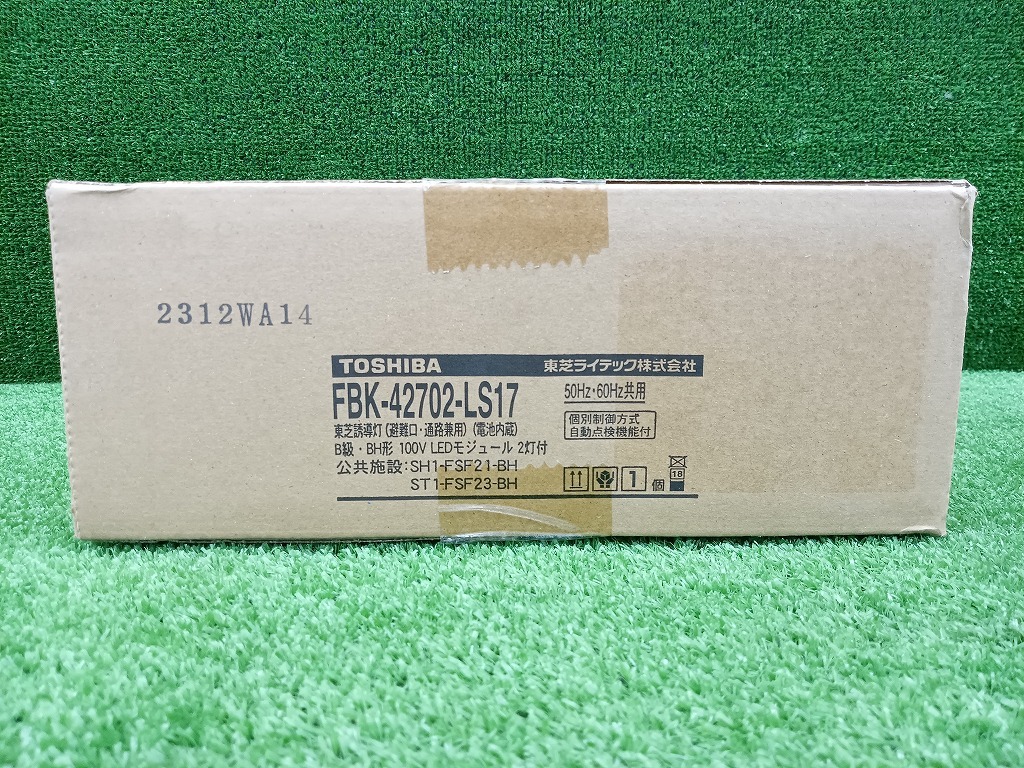 2312WA14
TOSHIBA 東芝ライテック株式会社
FBK-42702-LS17 50Hz・60Hz共用
東芝誘導灯(避難口・通路兼用)(電池内蔵)
個別制御方式
自動点検機能付
B級・BH形 100V LEDモジュール 2灯付
公共施設:SH1-FSF21-BH
ST1-FSF23-BH
1個
18